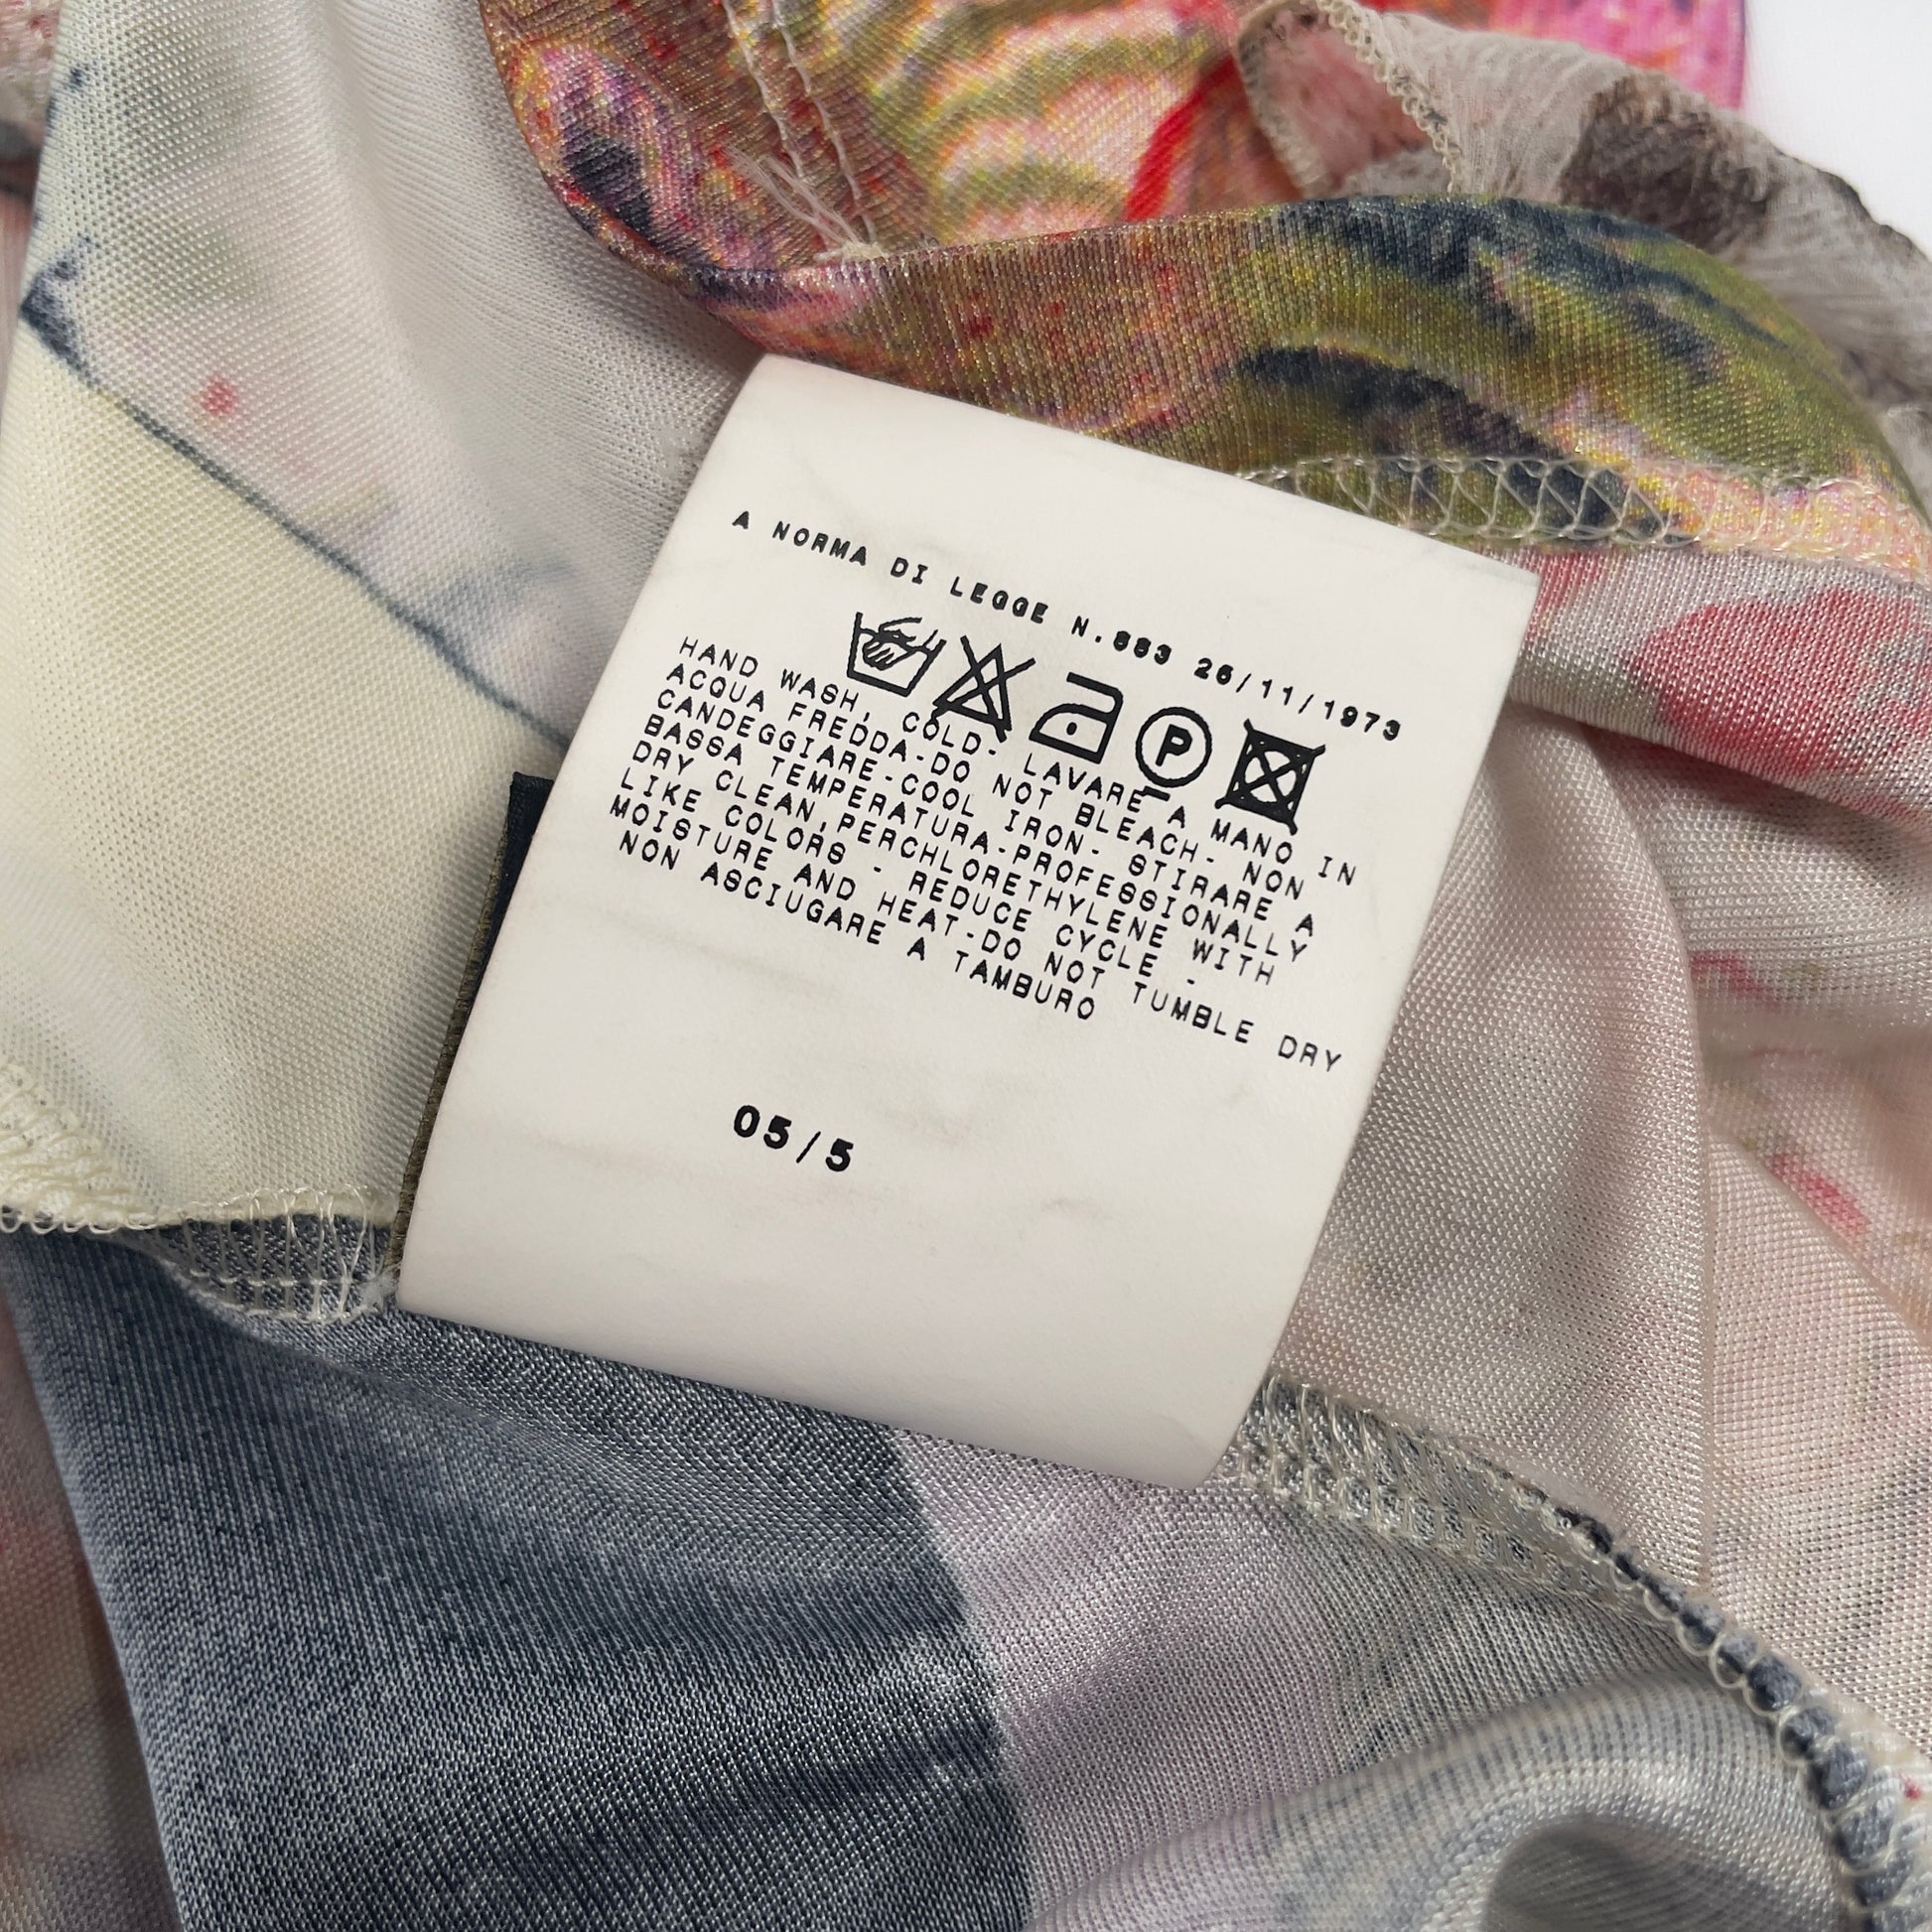 A NORMA DI LEGGE N.883 26/11/1973
P
HAND WASH, COLD- LAVARE A MANO IN
ACQUA FREDDA-DO NOT BLEACH- NON
CANDEGGIARE-COOL IRON- STIRARE A
BASSA TEMPERATURA-PROFESSIONALLY
DRY CLEAN,PERCHLORETHYLENE WITH
LIKE COLORS - REDUCE CYCLE -
MOISTURE AND HEAT-DO NOT TUMBLE DRY
NON ASCIUGARE A TAMBURO
05/5